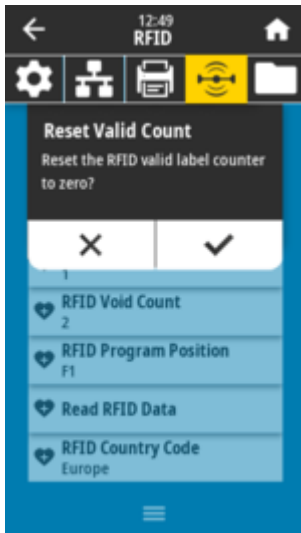 12:49
RFID
Reset Valid Count
Reset the RFID valid label counter
to zero?
1
RFID Void Count
2
RFID Program Position
F1
Read RFID Data
RFID Country Code
Europe